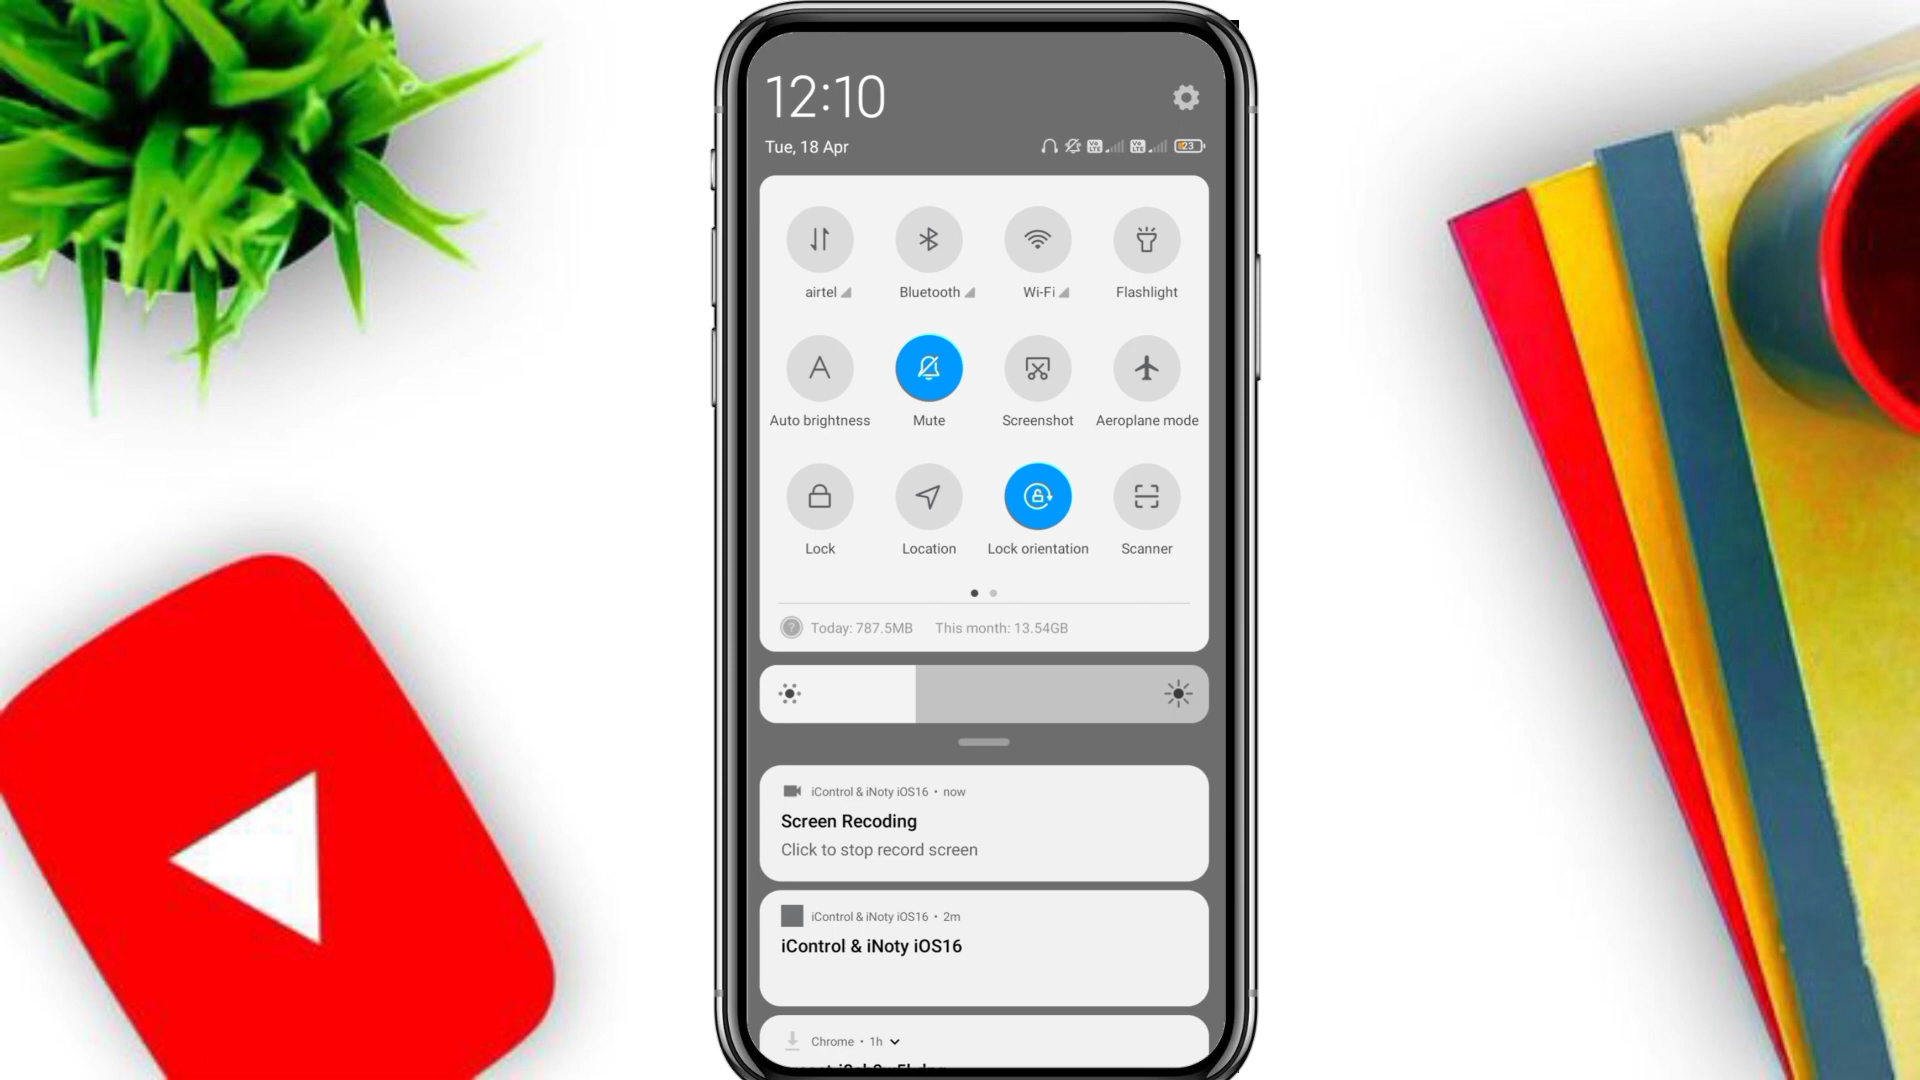 12:10
Tue, 18 Apr
23
airtel
Bluetooth
Wi-Fi
Flashlight
A
Auto brightness
Mute
Screenshot
Aeroplane mode
Lock
Location
Lock orientation
Scanner
? Today: 787.5MB This month: 13.54GB
iControl & iNoty iOS16 • now
Screen Recoding
Click to stop record screen
iControl & iNoty iOS16 • 2m
iControl & iNoty iOS16
Chrome • 1h